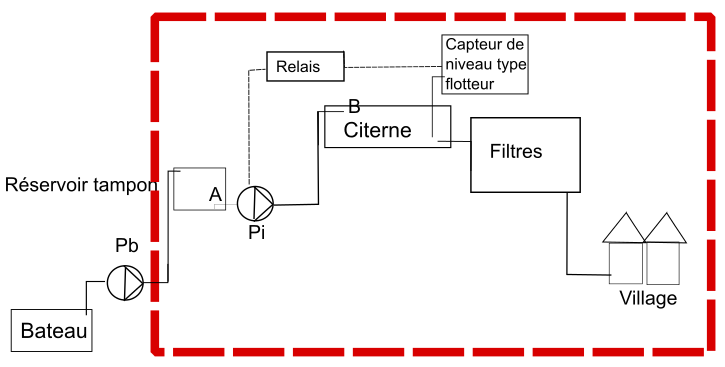 Capteur de
niveau type
flotteur
Relais
B
Citerne
Filtres
Réservoir tampon
A
Pi
Pb
Bateau
Village